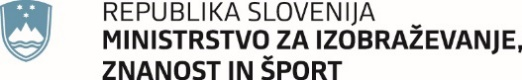 REPUBLIKA SLOVENIJA
MINISTRSTVO ZA IZOBRAŽEVANJE,
ZNANOST IN ŠPORT